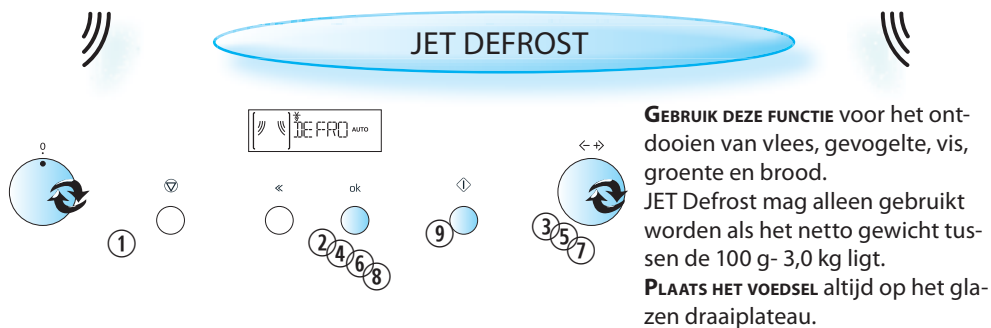 JET DEFROST
DEFRO AUTO
0
ok
1
2
4
6
8
9
3
5
7
GEBRUIK DEZE FUNCTIE voor het ont-
dooien van vlees, gevogelte, vis,
groente en brood.
JET Defrost mag alleen gebruikt
worden als het netto gewicht tus-
sen de 100 g- 3,0 kg ligt.
PLAATS HET VOEDSEL altijd op het gla-
zen draaiplateau.